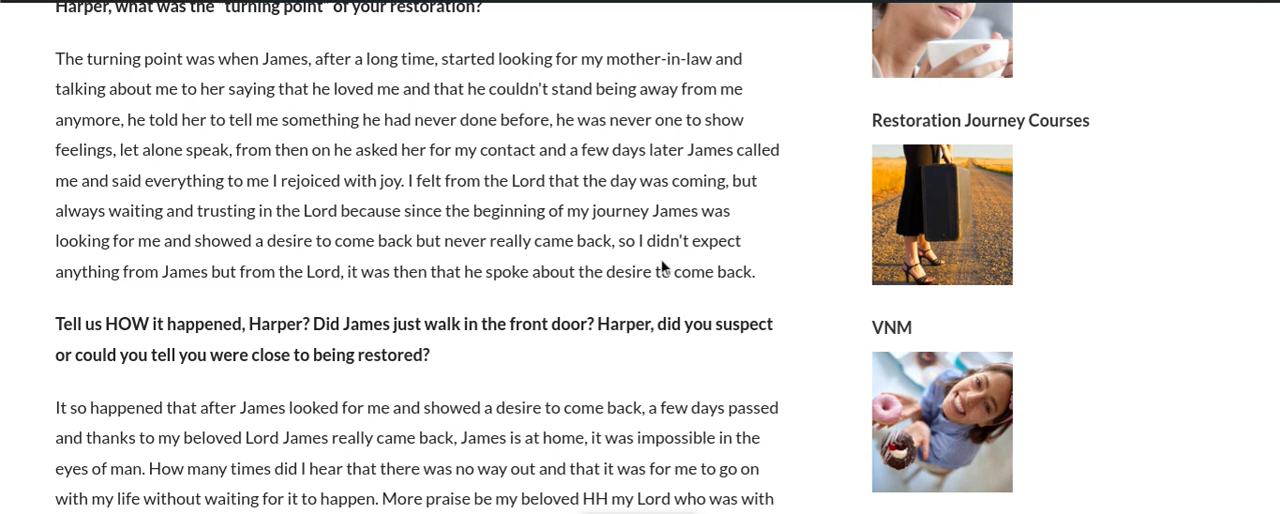 Harper, what was the "turning point" of your restoration?
The turning point was when James, after a long time, started looking for my mother-in-law and
talking about me to her saying that he loved me and that he couldn't stand being away from me
anymore, he told her to tell me something he had never done before, he was never one to show
feelings, let alone speak, from then on he asked her for my contact and a few days later James called
me and said everything to me I rejoiced with joy. I felt from the Lord that the day was coming, but
always waiting and trusting in the Lord because since the beginning of my journey James was
looking for me and showed a desire to come back but never really came back, so I didn't expect
anything from James but from the Lord, it was then that he spoke about the desire to come back.
Tell us HOW it happened, Harper? Did James just walk in the front door? Harper, did you suspect
or could you tell you were close to being restored?
It so happened that after James looked for me and showed a desire to come back, a few days passed
and thanks to my beloved Lord James really came back, James is at home, it was impossible in the
eyes of man. How many times did I hear that there was no way out and that it was for me to go on
with my life without waiting for it to happen. More praise be my beloved HH my Lord who was with
Restoration Journey Courses
VNM